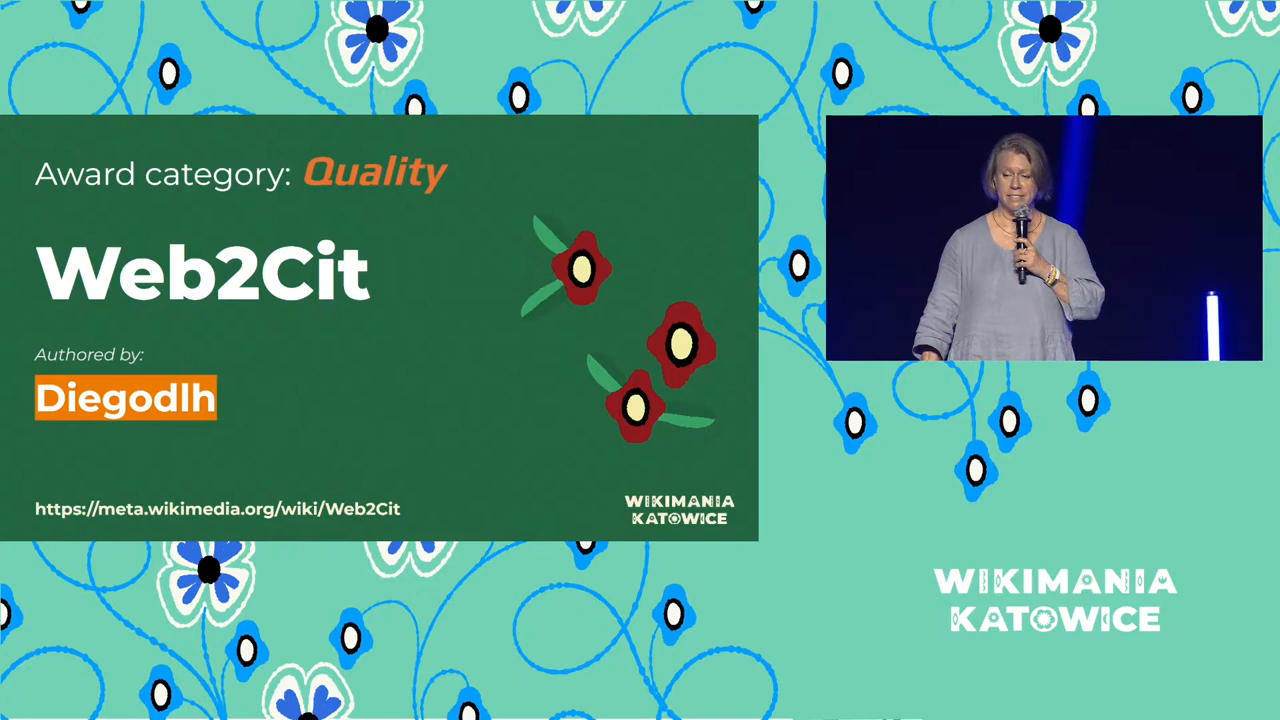 Award category: Quality
Web2Cit
Authored by:
Diegodlh
https://meta.wikimedia.org/wiki/Web2Cit
WIKIMANIA
KATOWICE
WIKIMANIA
KATOWICE